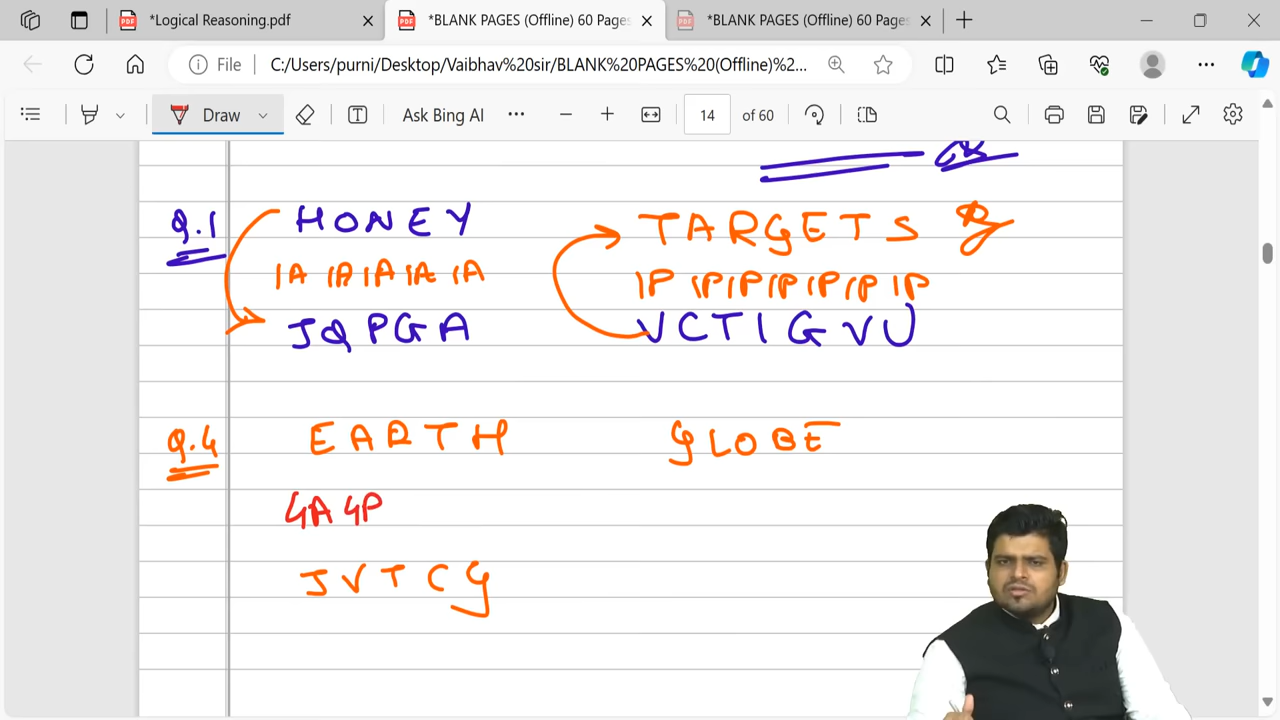 *Logical Reasoning.pdf
*BLANK PAGES (Offline) 60 Pages
*BLANK PAGES (Offline) 60 Pages
File
C:/Users/purni/Desktop/Vaibhav%20sir/BLANK%20PAGES%20(Offline)%2...
Draw
Ask Bing AI
14 of 60
Q.1 HONEY TARGETS
1A 1A 1A 1A 1A 1P 1P 1P 1P 1P 1P 1P
JQPGA VCTIGVU
Q.4 EARTH GLOBE
4A 4P
JVTCG